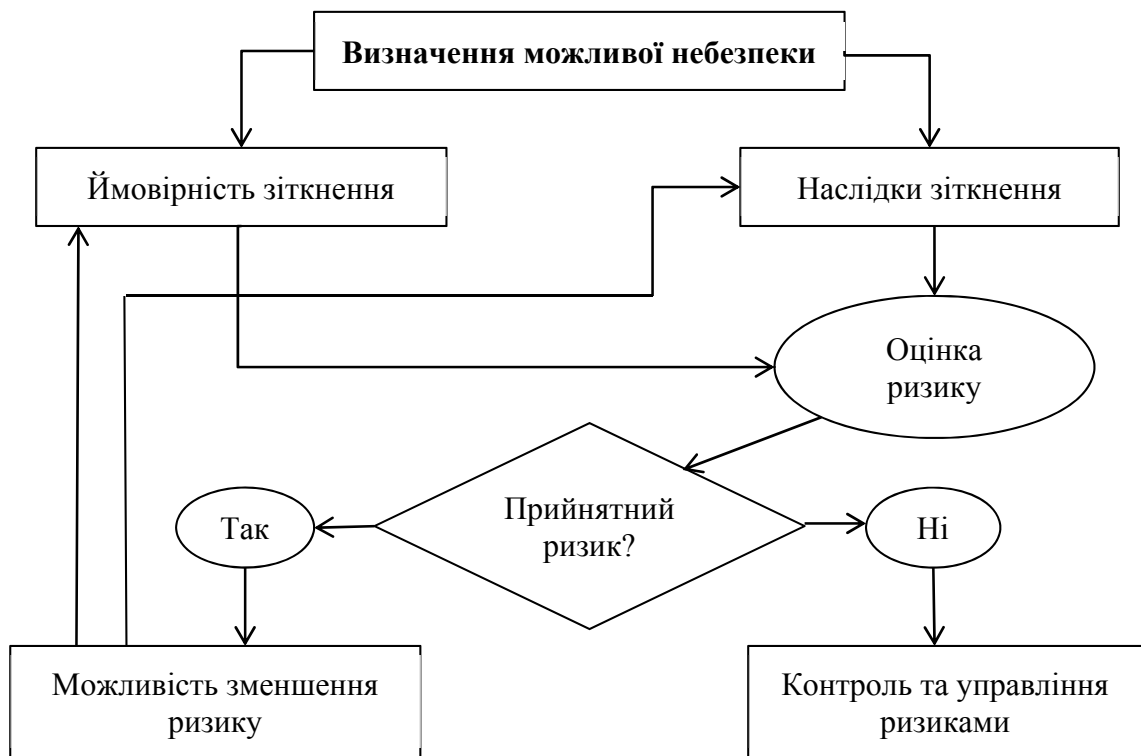 Визначення можливої небезпеки
Ймовірність зіткнення
Наслідки зіткнення
Оцінка
ризику
Прийнятний
ризик?
Так
Ні
Можливість зменшення
ризику
Контроль та управління
ризиками